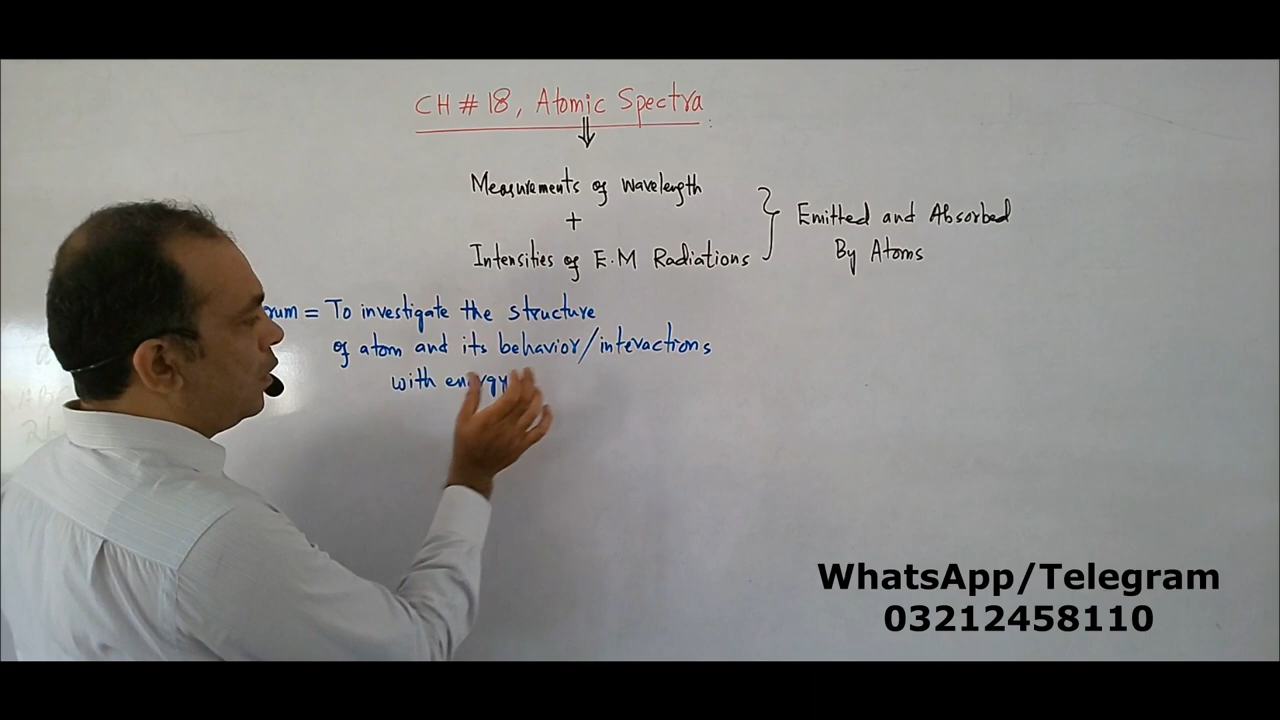 CH # 18, Atomic Spectra
Measurements of wavelength
+
Intensities of E.M Radiations
Emitted and Absorbed
By Atoms
rum = To investigate the structure
of atom and its behavior/interactions
with energy
WhatsApp/Telegram
03212458110